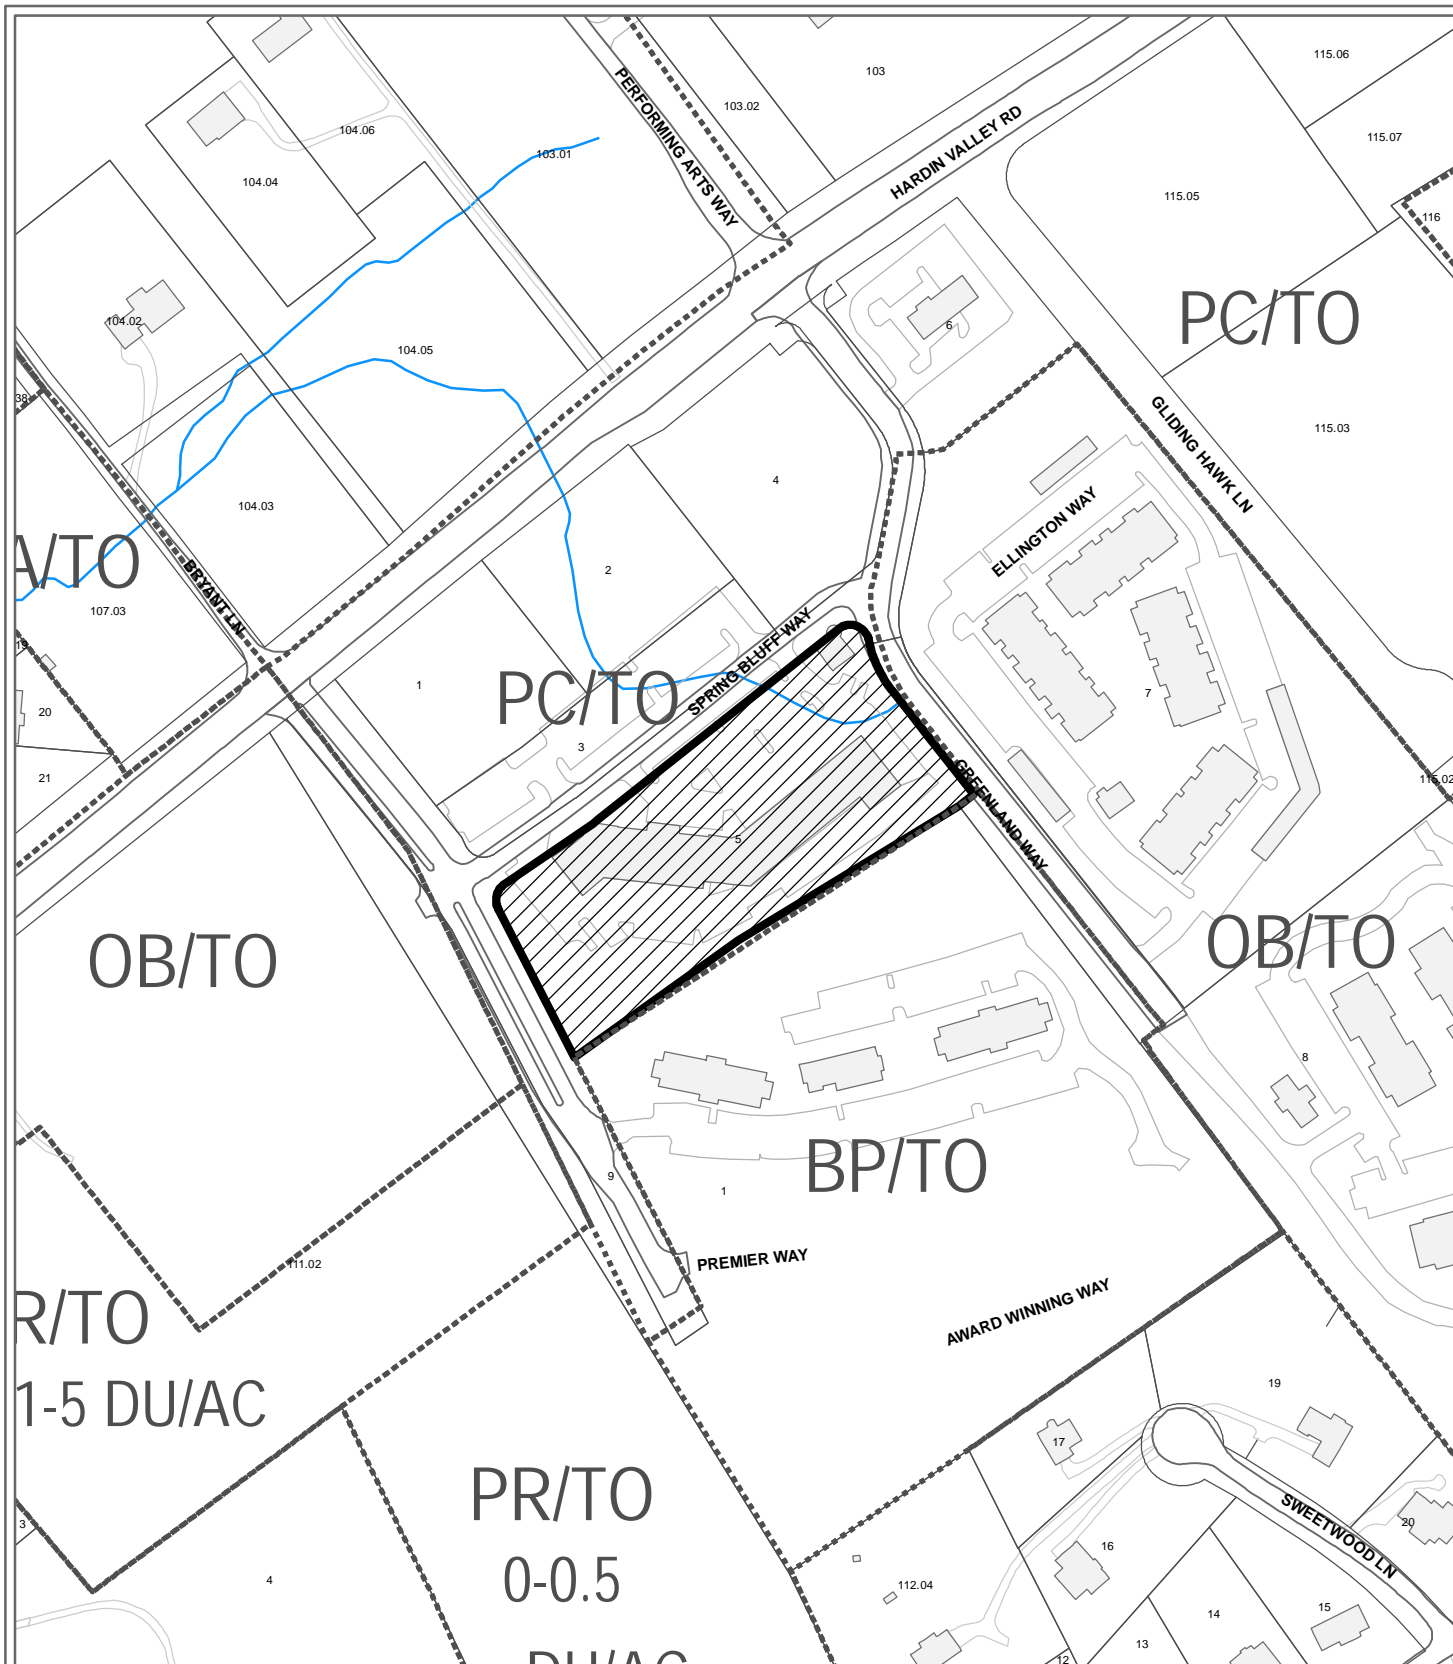 115.06
103
103.02
PERFORMING ARTS WAY
HARDIN VALLEY RD
104.06
115.07
103.01
104.04
115.05
116
PC/TO
104.02
6
104.05
38
GLIDING HAWK LN
115.03
4
104.03
ELLINGTON WAY
A/TO
2
BRYANT LN
107.03
SPRING BLUFF WAY
19
PC/TO
1
7
20
3
21
115.02
GREENLAND WAY
5
OB/TO
OB/TO
8
BP/TO
9
1
PREMIER WAY
111.02
AWARD WINNING WAY
R/TO
1-5 DU/AC
19
17
PR/TO
0-0.5
DU/AC
SWEETWOOD LN
20
3
16
4
112.04
14
15
13
12